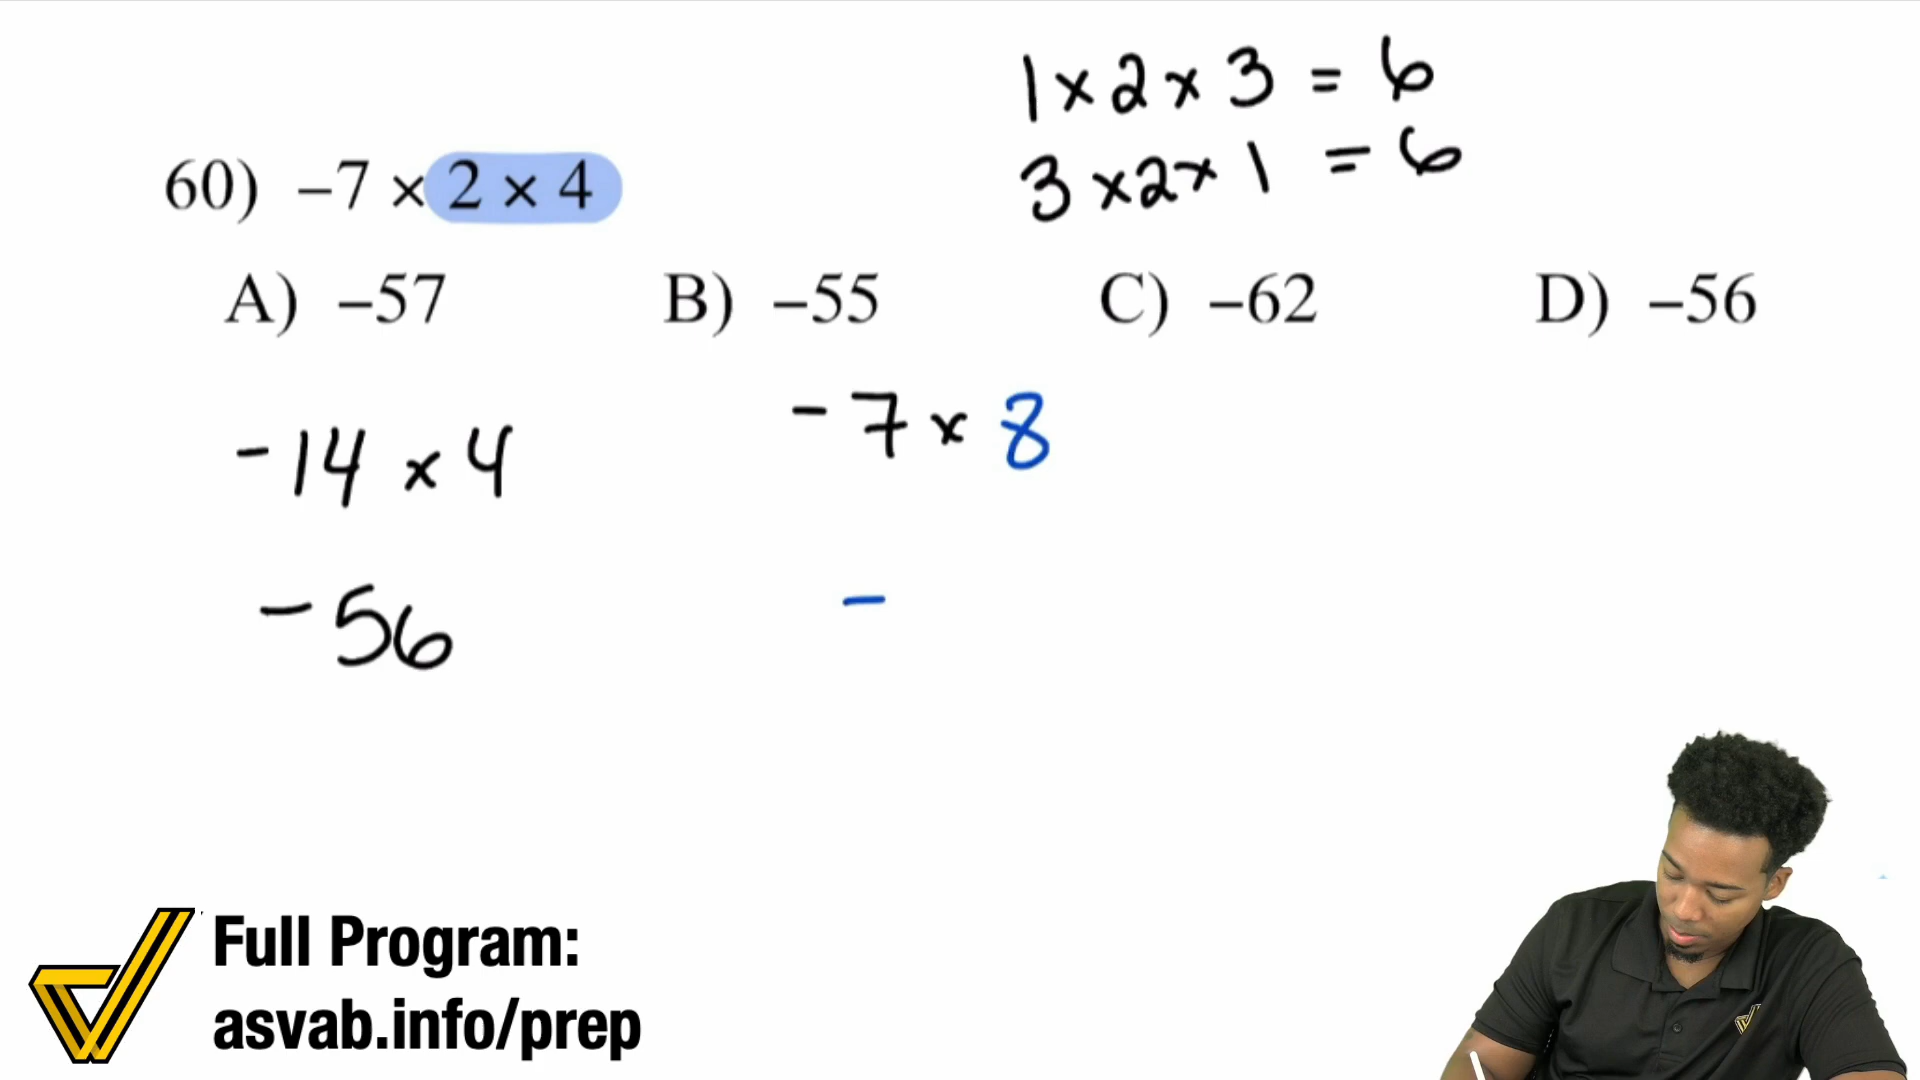 1 x 2 x 3 = 6
3 x 2 x 1 = 6
60) –7 × 2 × 4
A) –57 B) –55 C) –62 D) –56
-14 x 4 -7 x 8
-56 -
Full Program:
asvab.info/prep